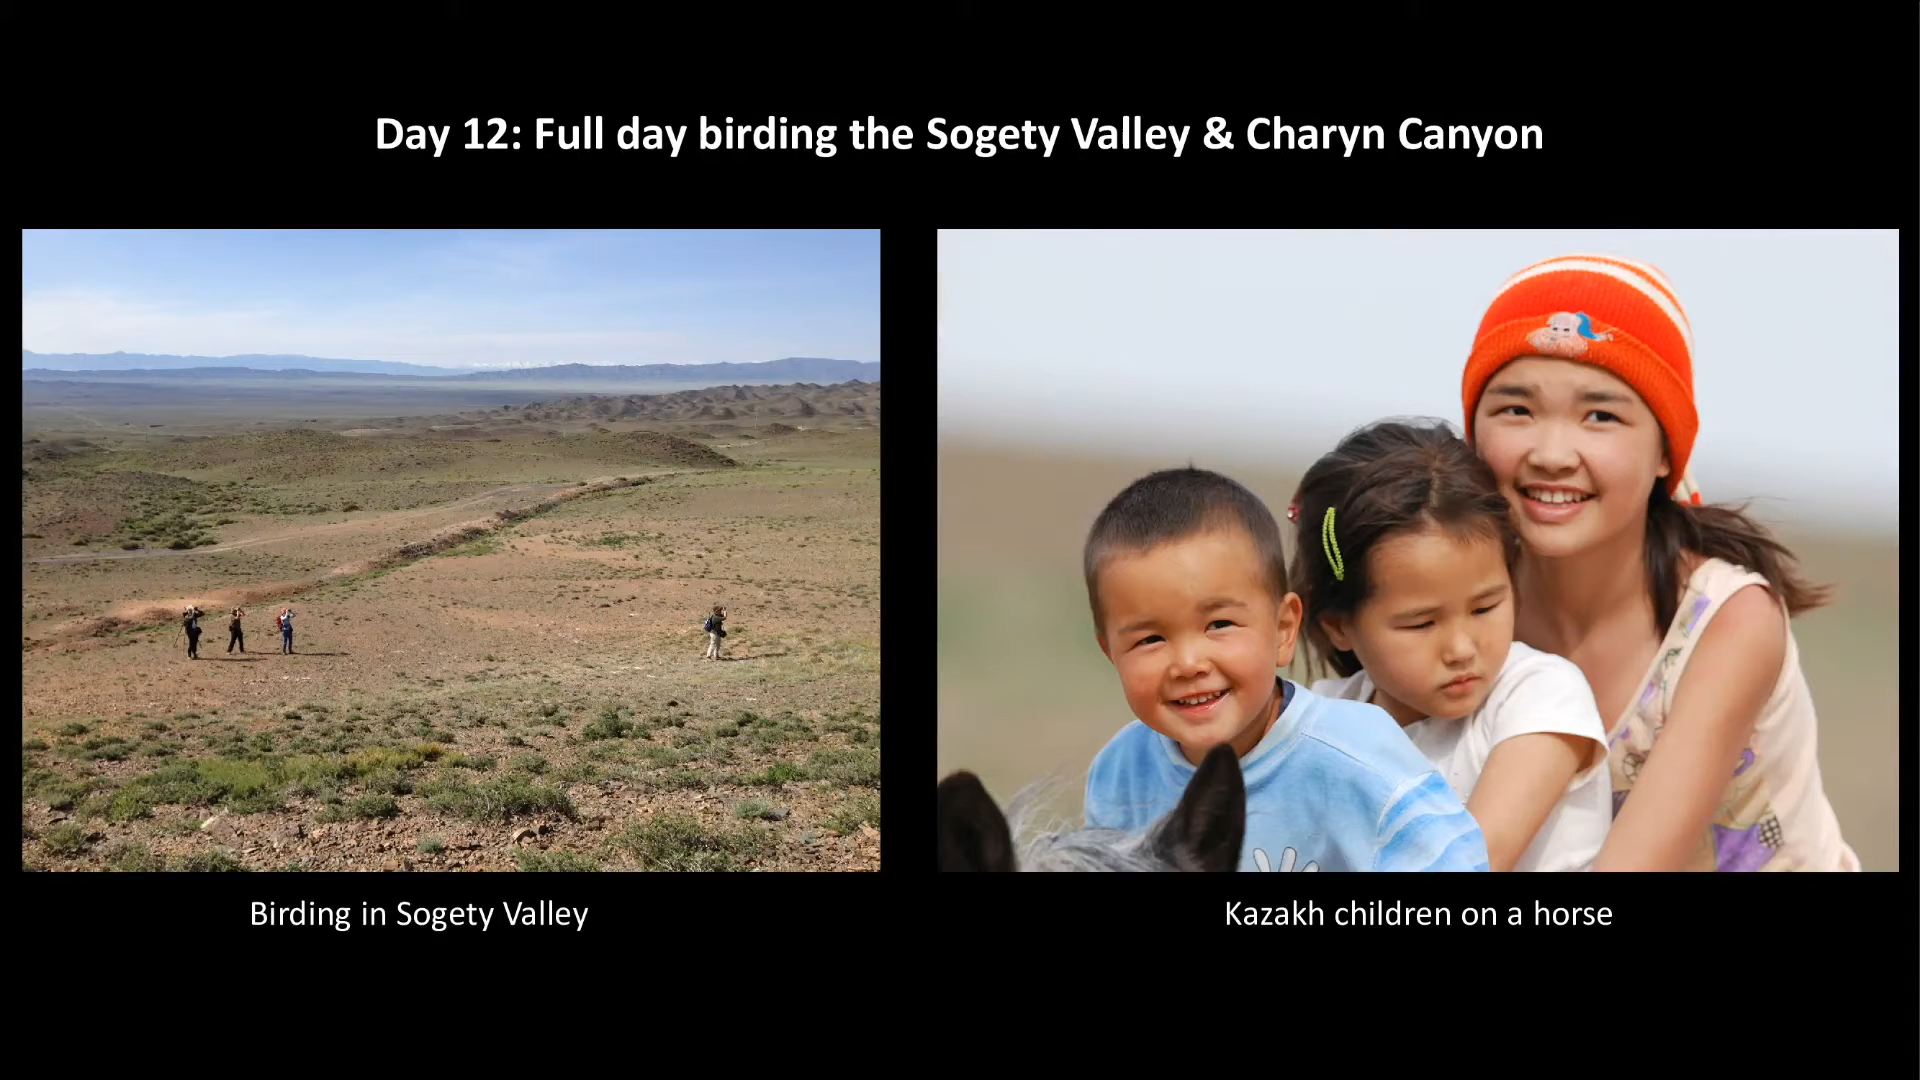 Day 12: Full day birding the Sogety Valley & Charyn Canyon
Birding in Sogety Valley
Kazakh children on a horse